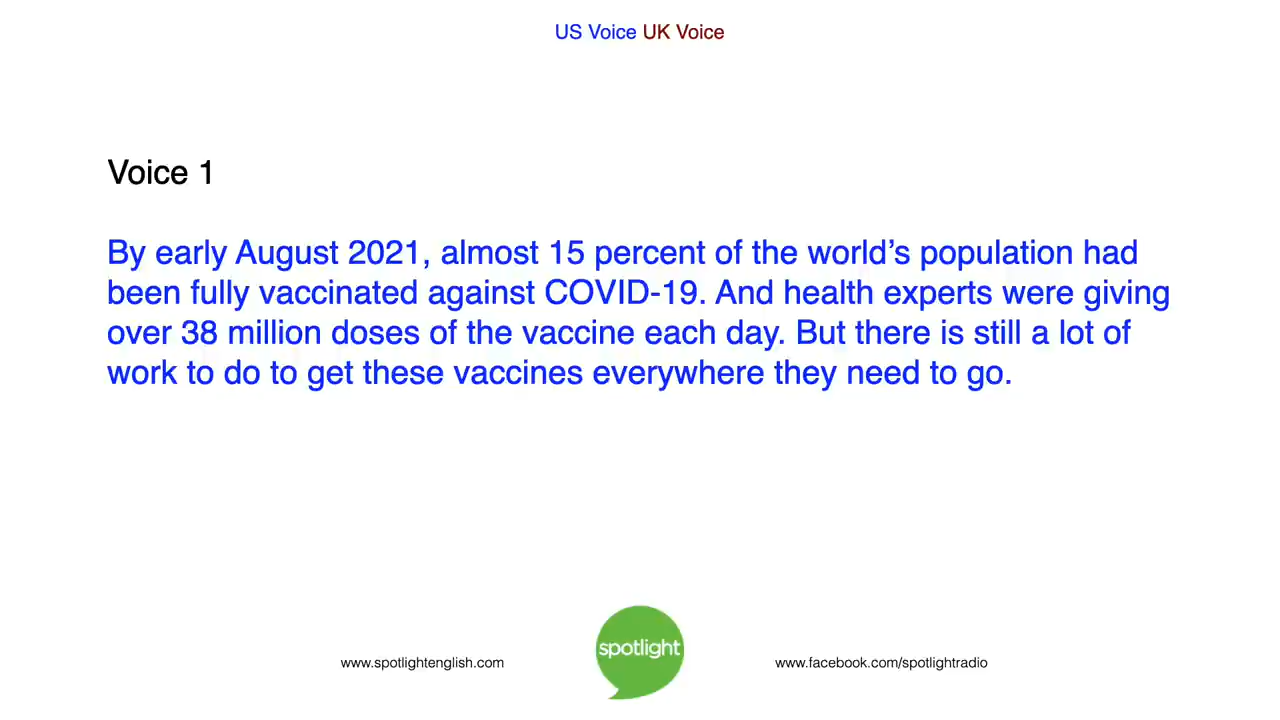 US Voice UK Voice
Voice 1
By early August 2021, almost 15 percent of the world’s population had
been fully vaccinated against COVID-19. And health experts were giving
over 38 million doses of the vaccine each day. But there is still a lot of
work to do to get these vaccines everywhere they need to go.
spotlight
www.spotlightenglish.com
www.facebook.com/spotlightradio